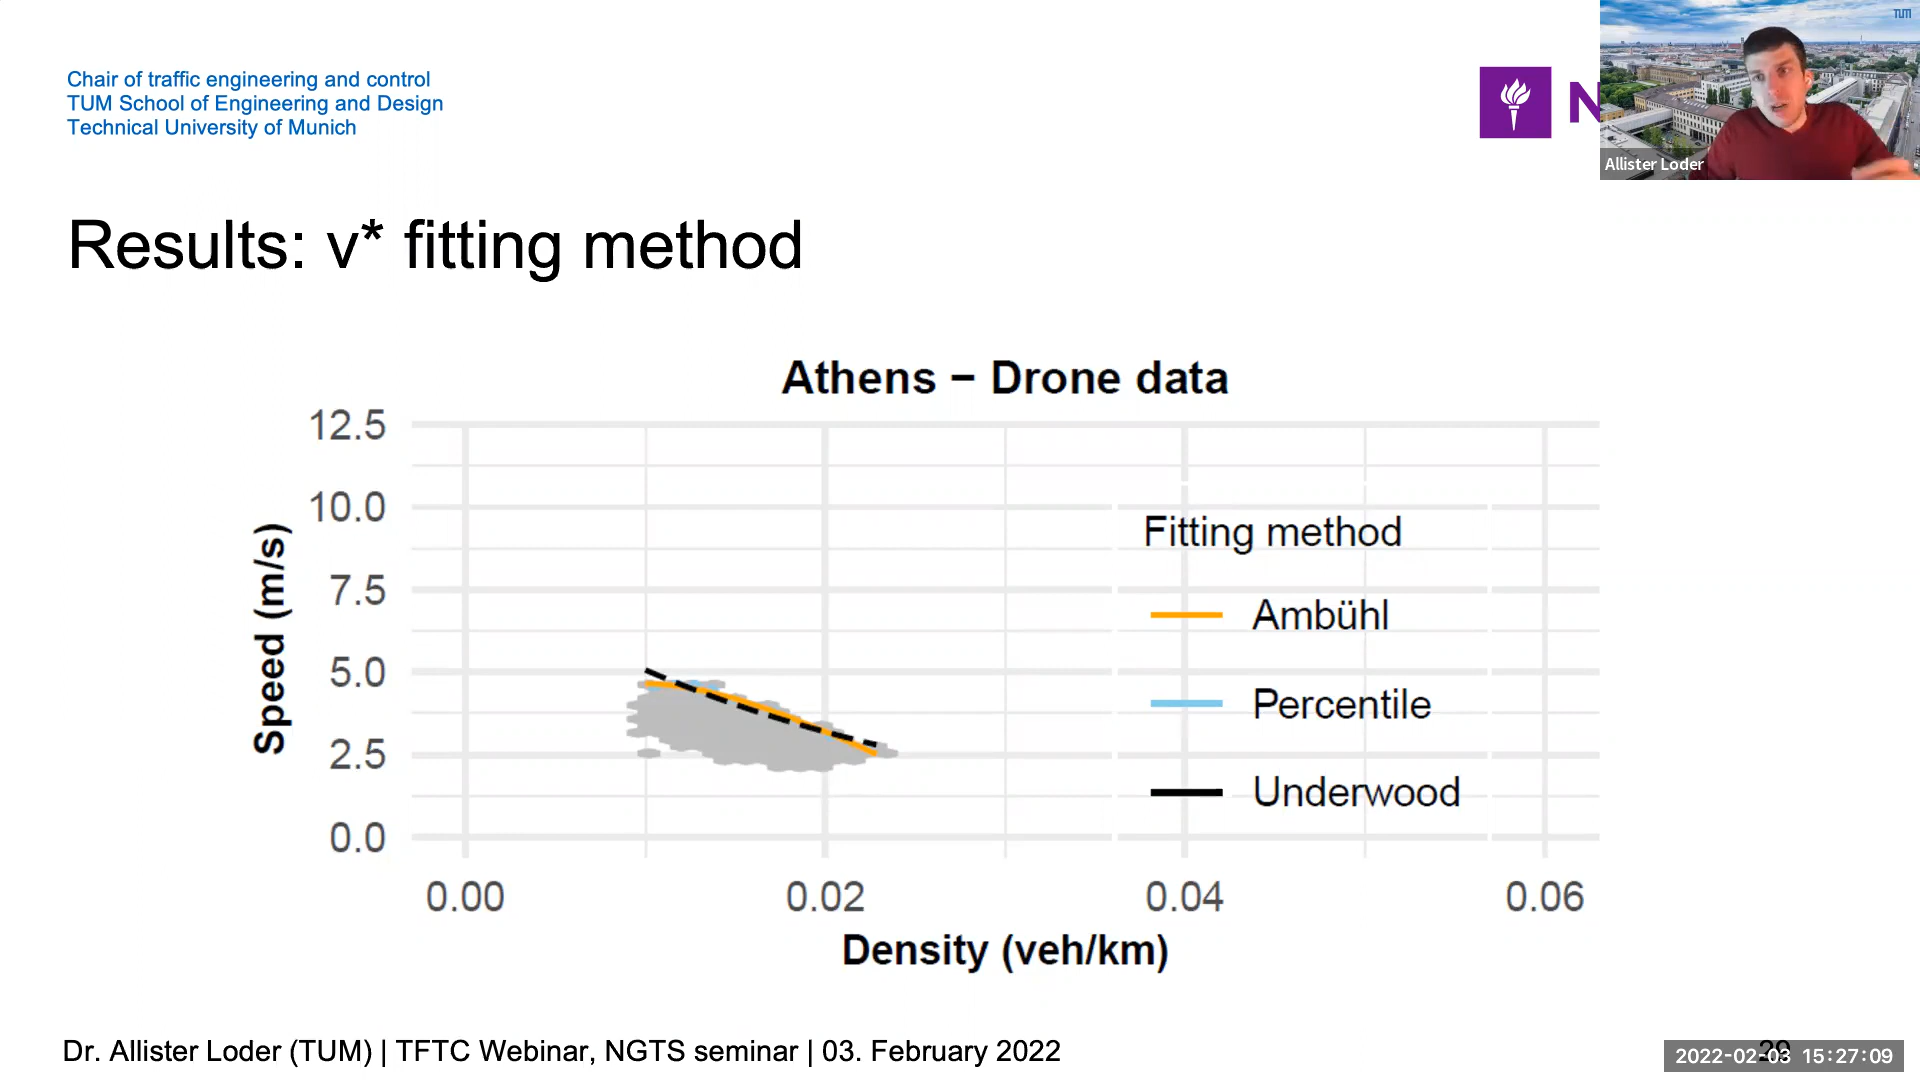 Chair of traffic engineering and control
TUM School of Engineering and Design
Technical University of Munich
N
TUM
Allister Loder
Results: v* fitting method
Athens − Drone data
12.5
10.0
7.5
5.0
2.5
0.0
Speed (m/s)
Fitting method
Ambühl
Percentile
Underwood
0.00
0.02
0.04
0.06
Density (veh/km)
Dr. Allister Loder (TUM) | TFTC Webinar, NGTS seminar | 03. February 2022
2022-02-03 15:27:09